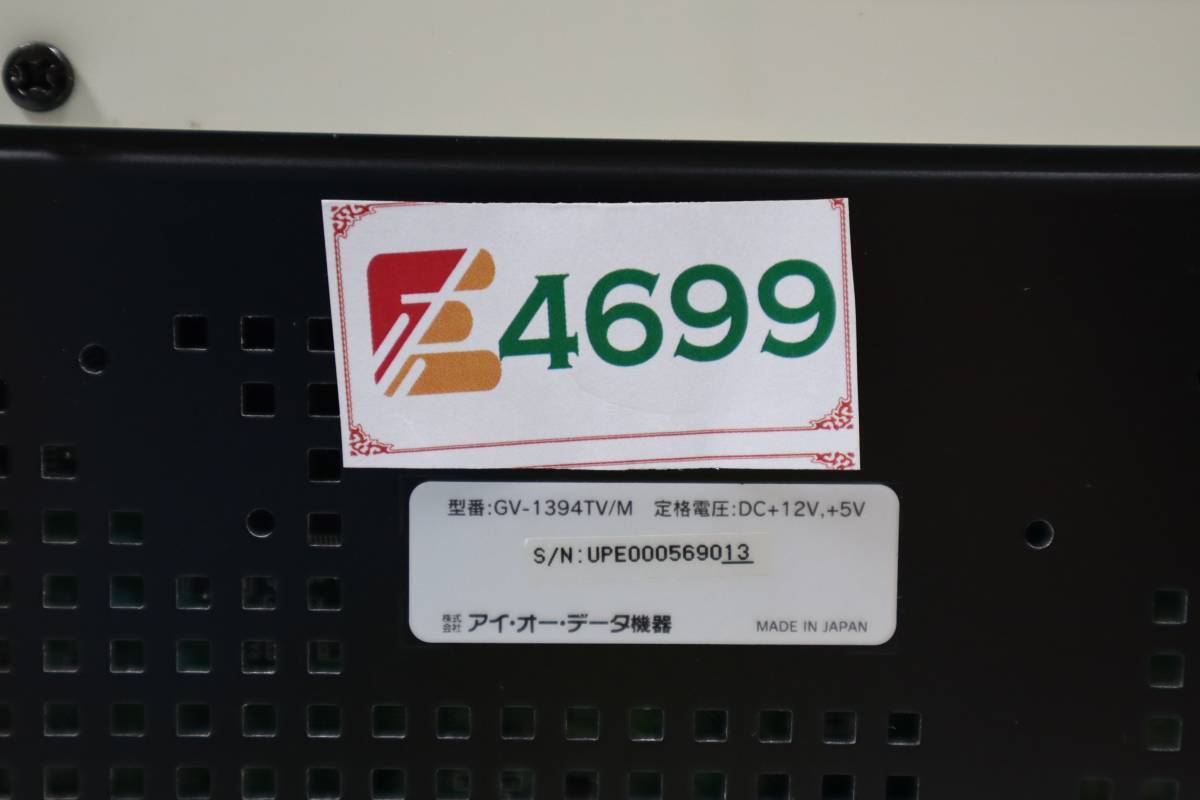 4699
型番:GV-1394TV/M 定格電圧:DC+12V,+5V
S/N:UPE000569013
株式会社 アイ・オー・データ機器 MADE IN JAPAN